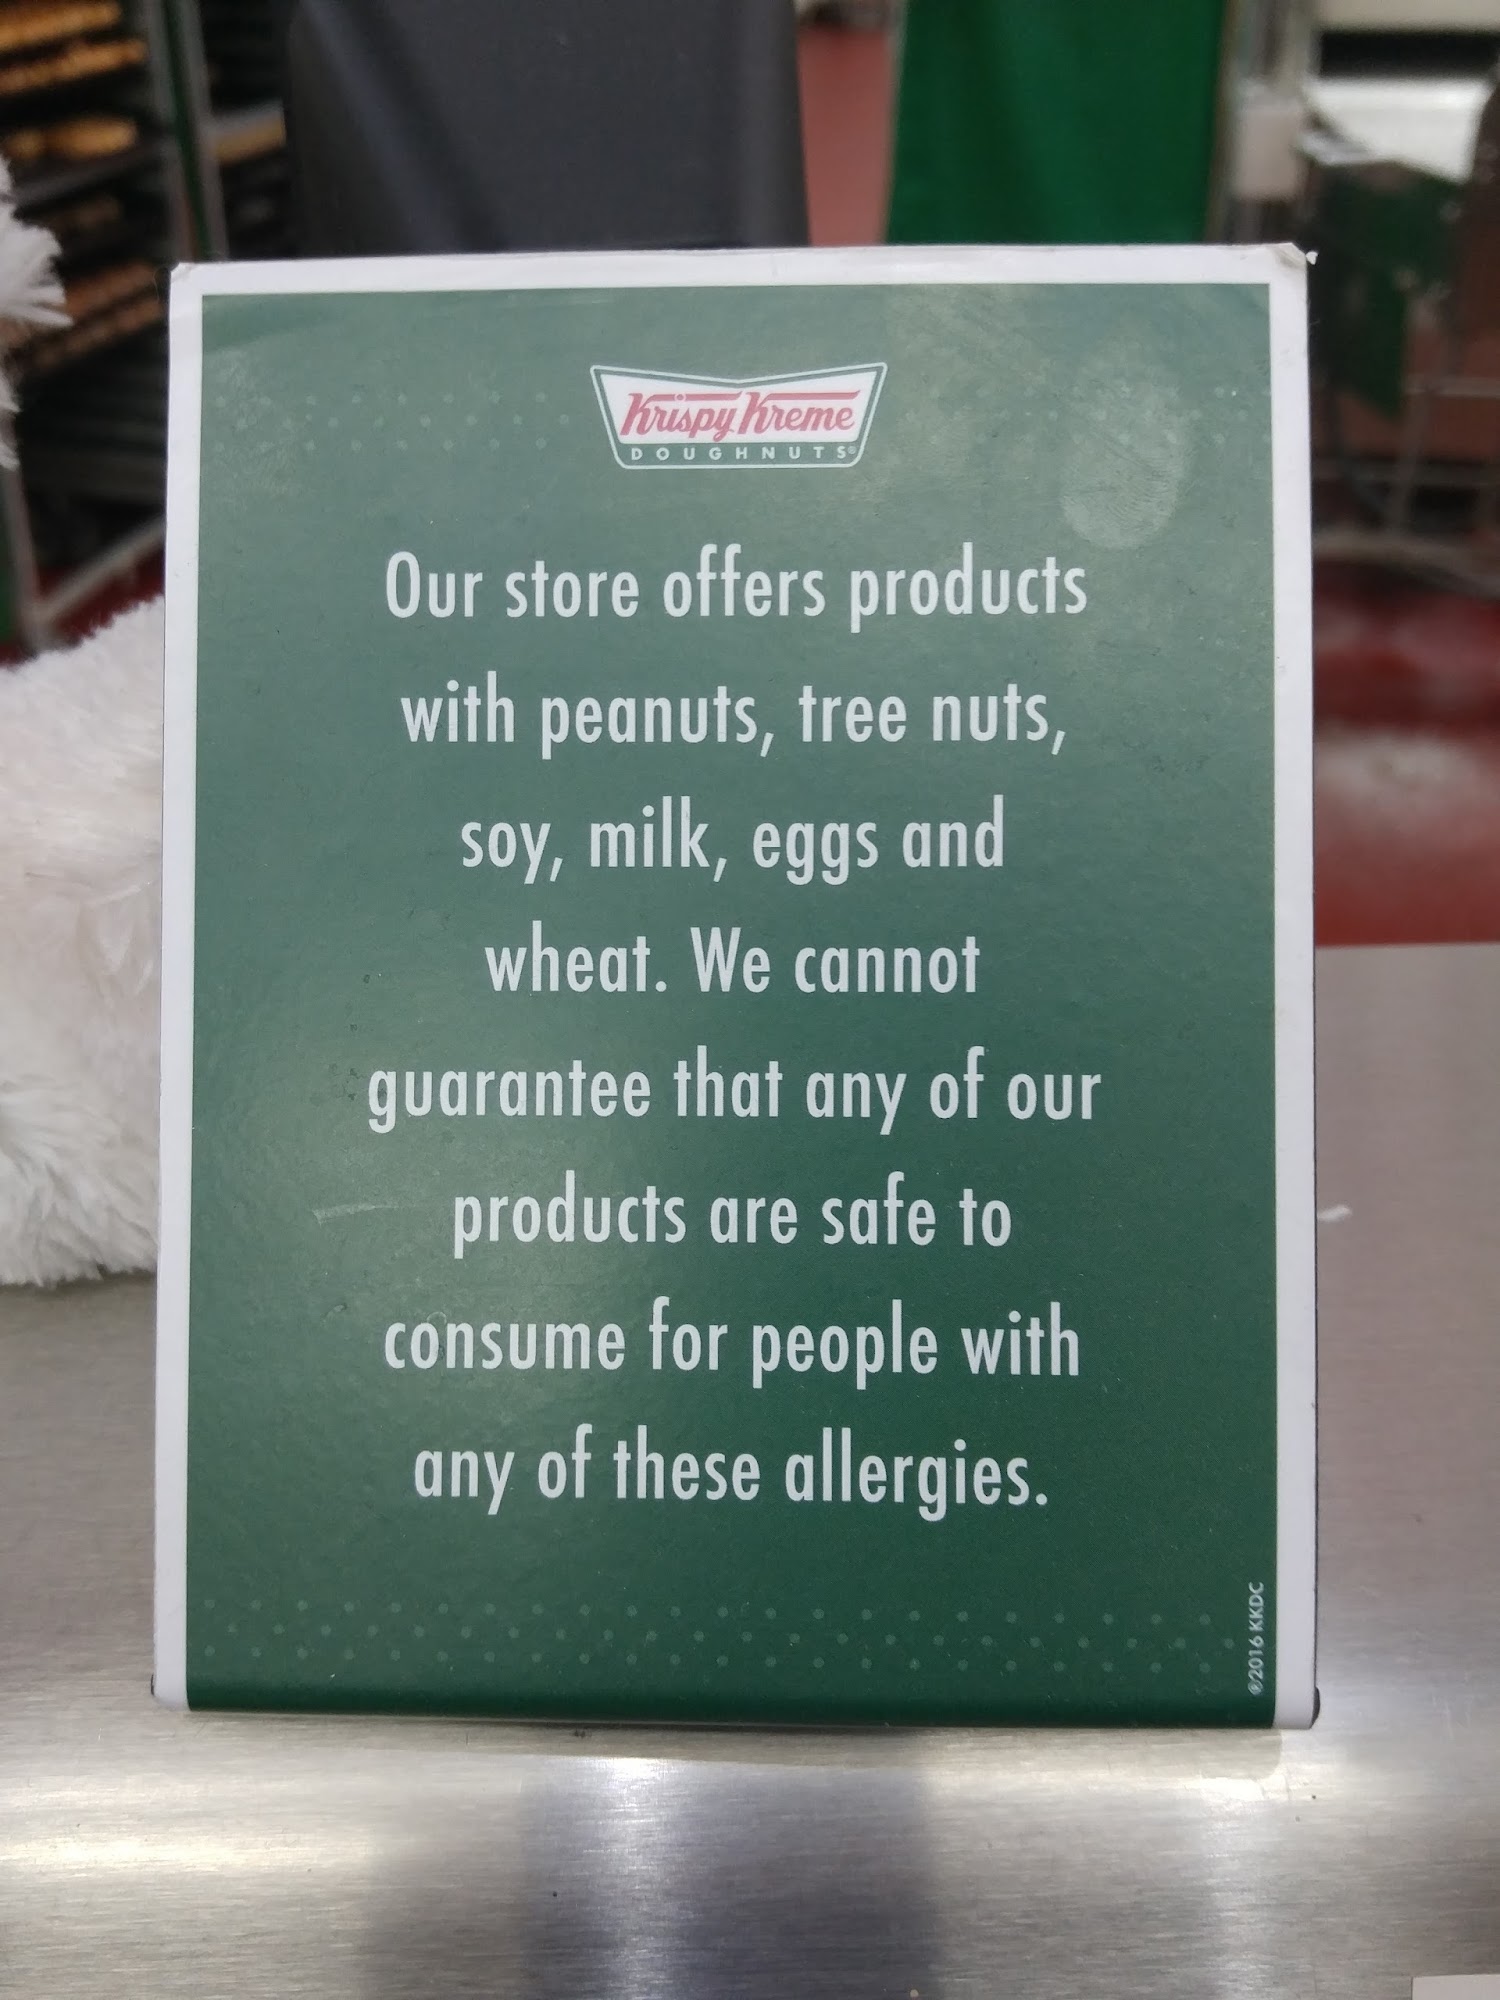 Krispy Kreme
DOUGHNUTS®
Our store offers products
with peanuts, tree nuts,
soy, milk, eggs and
wheat. We cannot
guarantee that any of our
products are safe to
consume for people with
any of these allergies.
©2016 KKDC